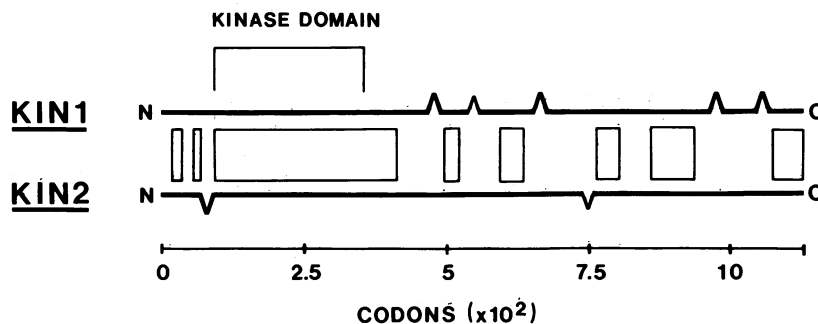 KINASE DOMAIN
KIN1 N C
KIN2 N C
0 2.5 5 7.5 10
CODONS (x10²)